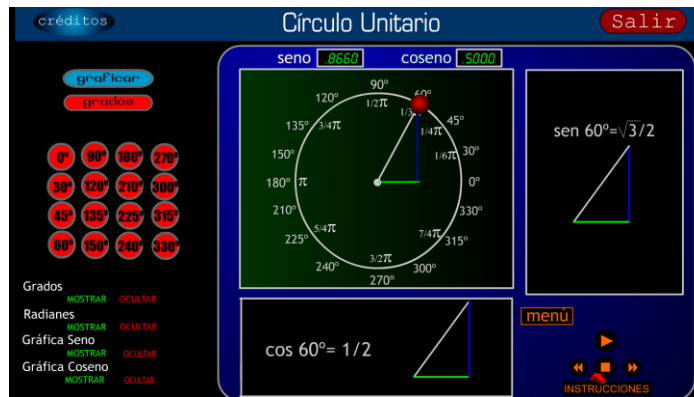 créditos
Círculo Unitario
Salir
seno .8660 coseno .5000
graficar
grados
0º 90º 180º 270º
30º 120º 210º 300º
45º 135º 225º 315º
60º 150º 240º 330º
Grados
MOSTRAR OCULTAR
Radianes
MOSTRAR OCULTAR
Gráfica Seno
MOSTRAR OCULTAR
Gráfica Coseno
MOSTRAR OCULTAR
90º
120º 1/2π 60º
135º 3/4π 1/4π 45º
150º 1/6π 30º
180º π 0º
210º 330º
225º 5/4π 7/4π 315º
240º 3/2π 300º
270º
sen 60º=√3/2
cos 60º= 1/2
menú
INSTRUCCIONES